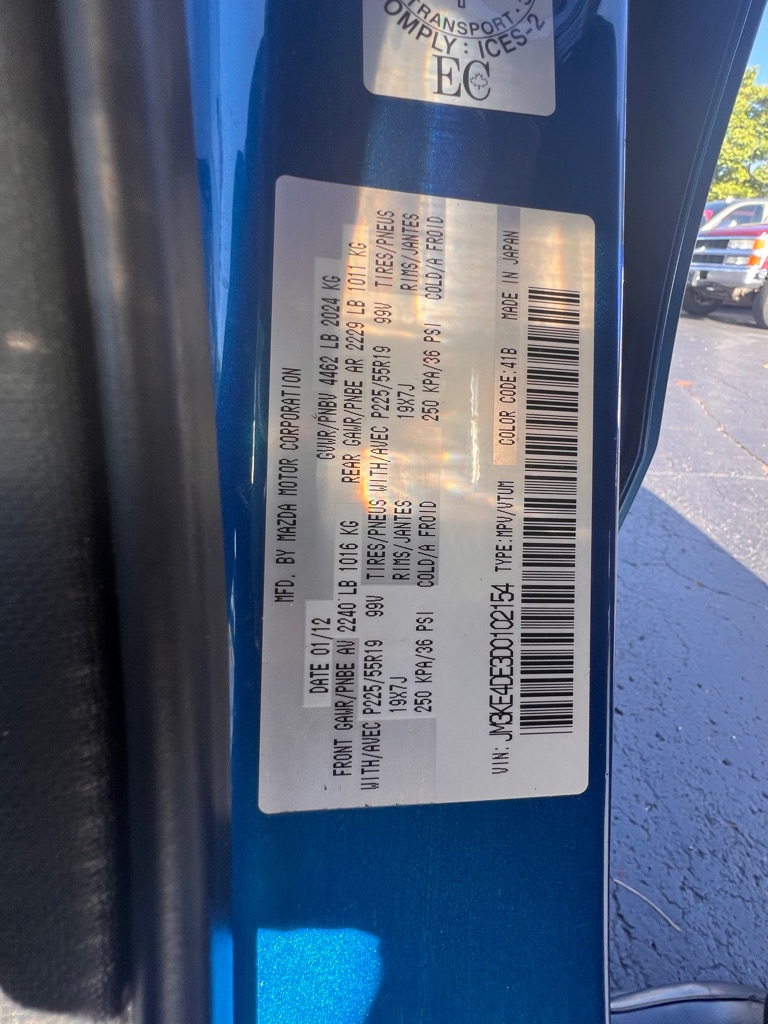 TRANSPORT
COMPLY: ICES-2
EC
MFD. BY MAZDA MOTOR CORPORATION
DATE 01/12 GVWR/PNBV 4462 LB 2024 KG
FRONT GAWR/PNBE AV 2240 LB 1016 KG REAR GAWR/PNBE AR 2229 LB 1011 KG
WITH/AVEC P225/55R19 99V TIRES/PNEUS WITH/AVEC P225/55R19 99V TIRES/PNEUS
19X7J RIMS/JANTES 19X7J RIMS/JANTES
250 KPA/36 PSI COLD/A FROID 250 KPA/36 PSI COLD/A FROID
VIN: JM3KE4DE3D0102154 TYPE:MPV/VTUM COLOR CODE:41B MADE IN JAPAN